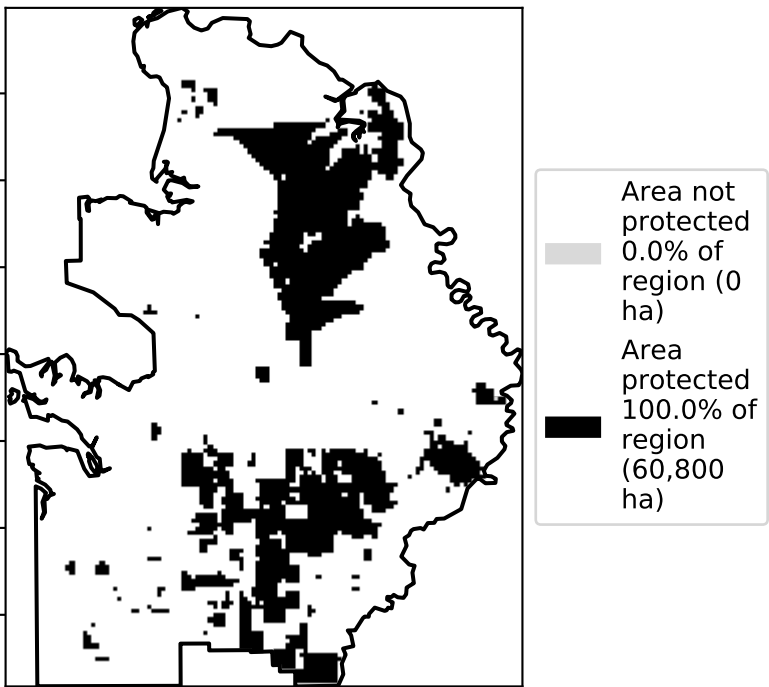 Area not
protected
0.0% of
region (0
ha)
Area
protected
100.0% of
region
(60,800
ha)